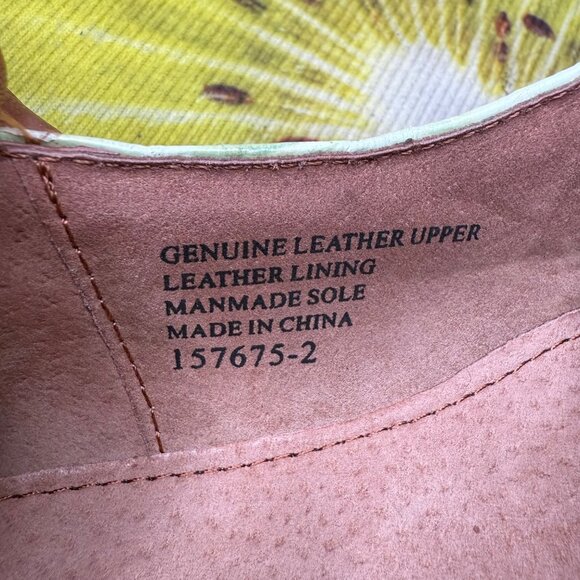 GENUINE LEATHER UPPER
LEATHER LINING
MANMADE SOLE
MADE IN CHINA
157675-2